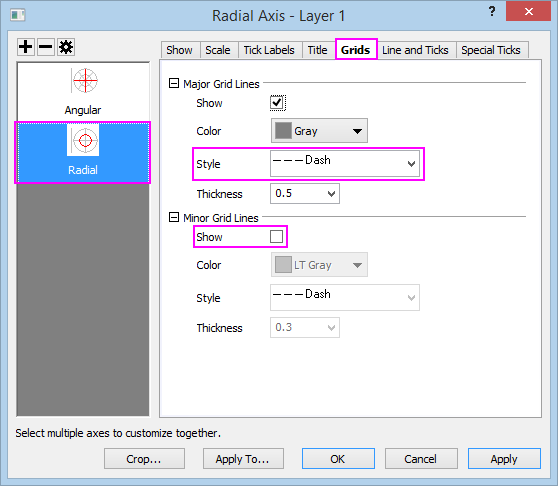 Radial Axis - Layer 1
?
Angular
Radial
Show Scale Tick Labels Title Grids Line and Ticks Special Ticks
Major Grid Lines
Show
Color Gray
Style Dash
Thickness 0.5
Minor Grid Lines
Show
Color LT Gray
Style Dash
Thickness 0.3
Select multiple axes to customize together.
Crop... Apply To... OK Cancel Apply